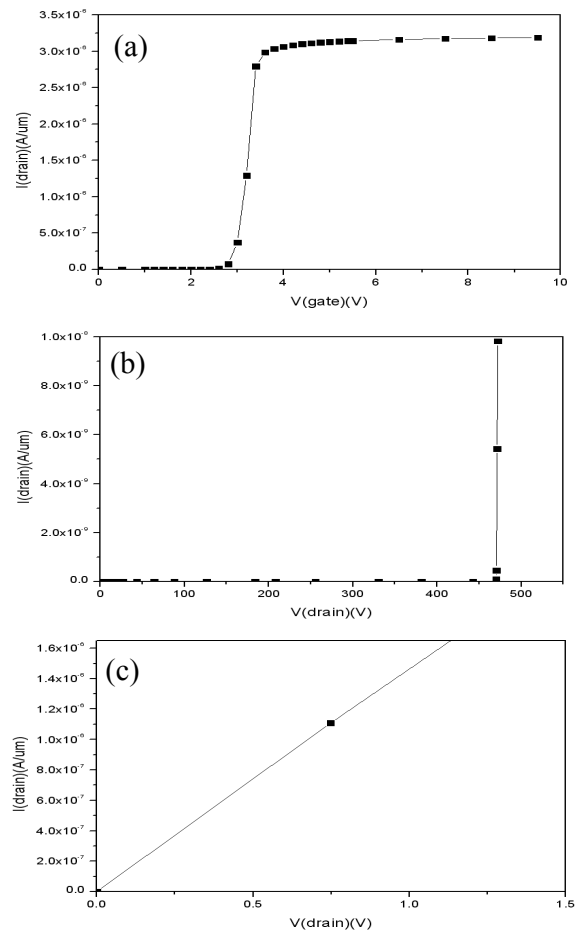 (a)
I(drain)(A/um)
3.5x10⁻⁶
3.0x10⁻⁶
2.5x10⁻⁶
2.0x10⁻⁶
1.5x10⁻⁶
1.0x10⁻⁶
5.0x10⁻⁷
0.0
0 2 4 6 8 10
V(gate)(V)
(b)
I(drain)(A/um)
1.0x10⁻⁸
8.0x10⁻⁹
6.0x10⁻⁹
4.0x10⁻⁹
2.0x10⁻⁹
0.0
0 100 200 300 400 500
V(drain)(V)
(c)
I(drain)(A/um)
1.6x10⁻⁶
1.4x10⁻⁶
1.2x10⁻⁶
1.0x10⁻⁶
8.0x10⁻⁷
6.0x10⁻⁷
4.0x10⁻⁷
2.0x10⁻⁷
0.0
0.0 0.5 1.0 1.5
V(drain)(V)